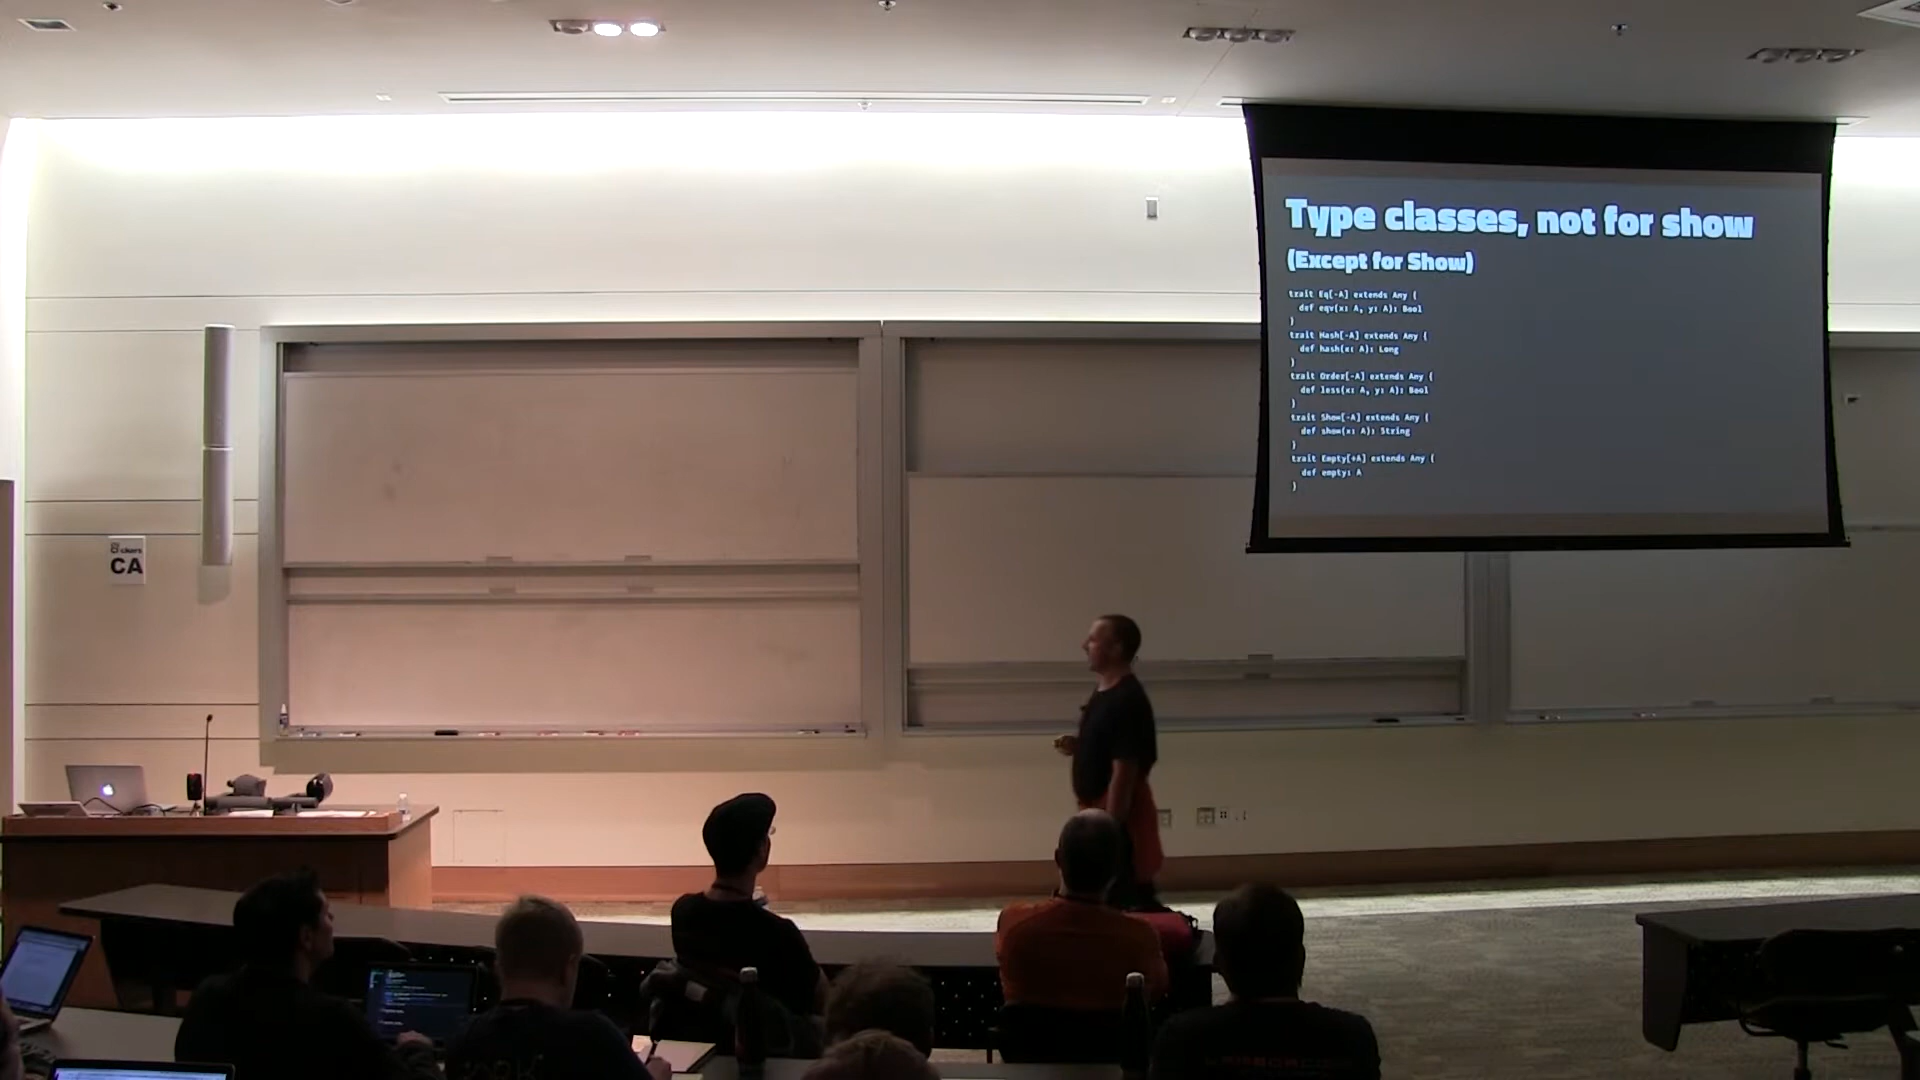 Type classes, not for show
(Except for Show)
trait Eq[-A] extends Any {
def eqv(x: A, y: A): Bool
}
trait Hash[-A] extends Any {
def hash(x: A): Long
}
trait Order[-A] extends Any {
def less(x: A, y: A): Bool
}
trait Show[-A] extends Any {
def show(x: A): String
}
trait Empty[+A] extends Any {
def empty: A
}
CA